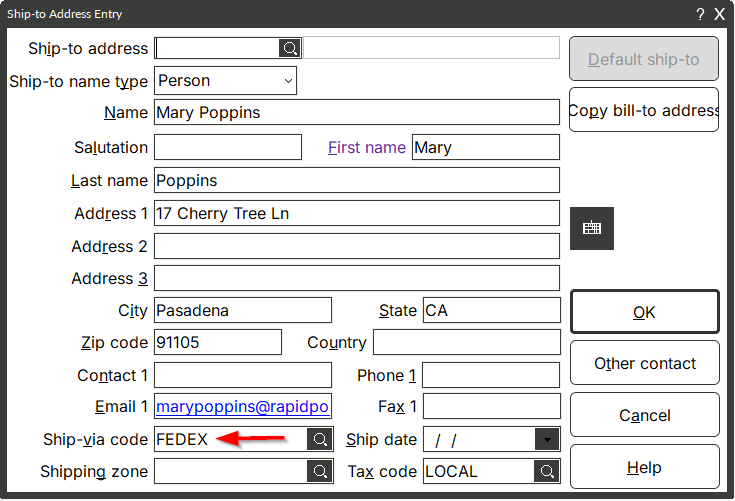 Ship-to Address Entry ? X
Ship-to address Default ship-to
Ship-to name type Person
Name Mary Poppins Copy bill-to address
Salutation First name Mary
Last name Poppins
Address 1 17 Cherry Tree Ln
Address 2
Address 3
City Pasadena State CA OK
Zip code 91105 Country
Contact 1 Phone 1 Other contact
Email 1 marypoppins@rapidpo Fax 1
Cancel
Ship-via code FEDEX Ship date / /
Shipping zone Tax code LOCAL Help